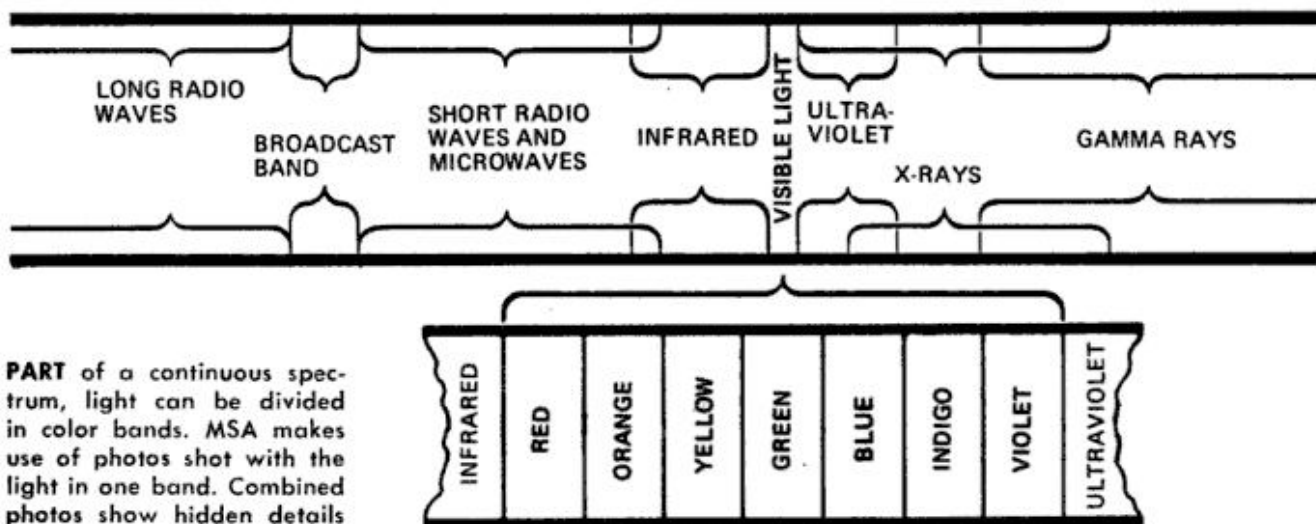 LONG RADIO
WAVES
BROADCAST
BAND
SHORT RADIO
WAVES AND
MICROWAVES
INFRARED
VISIBLE LIGHT
ULTRA-
VIOLET
X-RAYS
GAMMA RAYS
PART of a continuous spec-
trum, light can be divided
in color bands. MSA makes
use of photos shot with the
light in one band. Combined
photos show hidden details
INFRARED
RED
ORANGE
YELLOW
GREEN
BLUE
INDIGO
VIOLET
ULTRAVIOLET